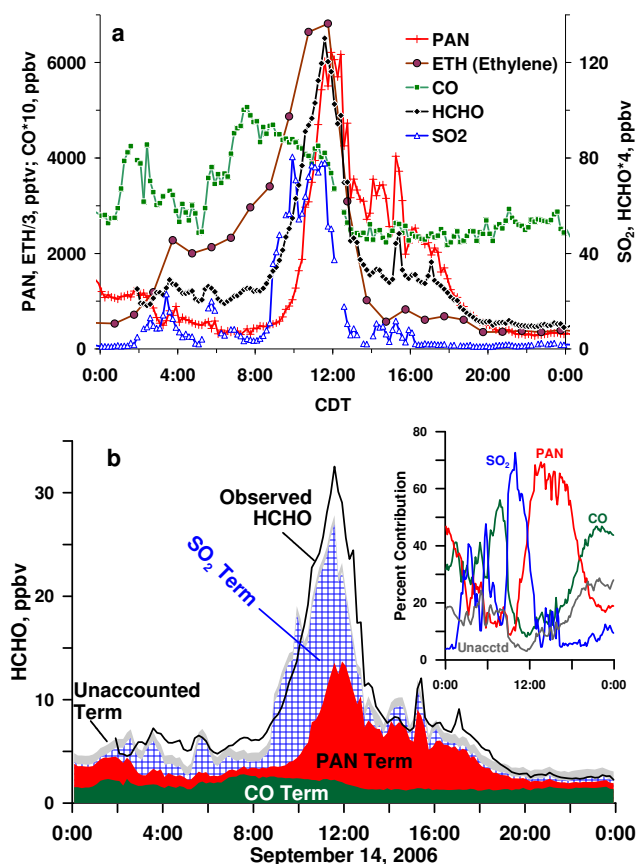 a
PAN
ETH (Ethylene)
CO
HCHO
SO2
PAN, ETH/3, pptv; CO*10, ppbv
6000
4000
2000
0
SO₂, HCHO*4, ppbv
120
80
40
0
0:00 4:00 8:00 12:00 16:00 20:00 0:00
CDT
b
HCHO, ppbv
30
20
10
0
Observed
HCHO
SO₂ Term
Unaccounted
Term
PAN Term
CO Term
Percent Contribution
80
60
40
20
0
SO₂
PAN
CO
Unacctd
0:00 12:00 0:00
0:00 4:00 8:00 12:00 16:00 20:00 0:00
September 14, 2006